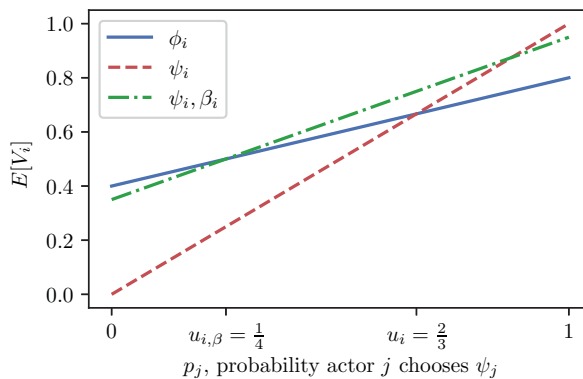 1.0
0.8
0.6
0.4
0.2
0.0
E[V_i]
ϕ_i
ψ_i
ψ_i, β_i
0
u_{i,β} = 1/4
u_i = 2/3
1
p_j, probability actor j chooses ψ_j